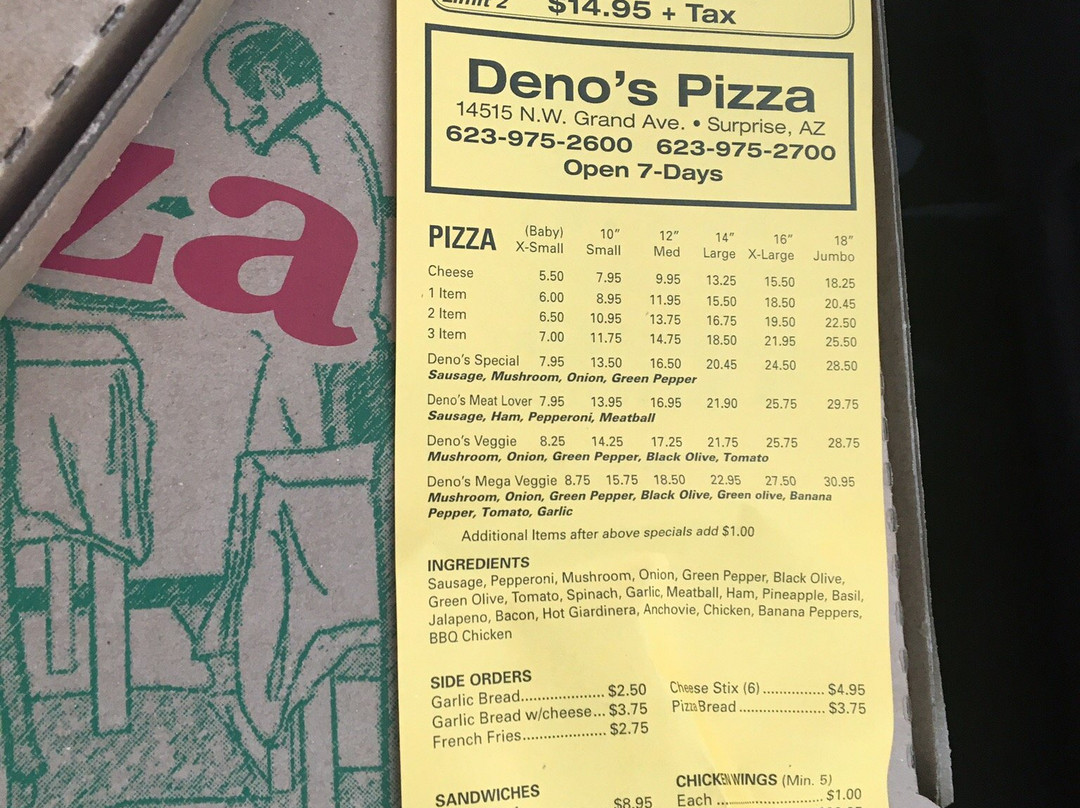 Limit 2 $14.95 + Tax
Deno's Pizza
14515 N.W. Grand Ave. • Surprise, AZ
623-975-2600 623-975-2700
Open 7-Days
za
PIZZA (Baby) X-Small 10" Small 12" Med 14" Large 16" X-Large 18" Jumbo
Cheese 5.50 7.95 9.95 13.25 15.50 18.25
1 Item 6.00 8.95 11.95 15.50 18.50 20.45
2 Item 6.50 10.95 13.75 16.75 19.50 22.50
3 Item 7.00 11.75 14.75 18.50 21.95 25.50
Deno's Special 7.95 13.50 16.50 20.45 24.50 28.50
Sausage, Mushroom, Onion, Green Pepper
Deno's Meat Lover 7.95 13.95 16.95 21.90 25.75 29.75
Sausage, Ham, Pepperoni, Meatball
Deno's Veggie 8.25 14.25 17.25 21.75 25.75 28.75
Mushroom, Onion, Green Pepper, Black Olive, Tomato
Deno's Mega Veggie 8.75 15.75 18.50 22.95 27.50 30.95
Mushroom, Onion, Green Pepper, Black Olive, Green olive, Banana
Pepper, Tomato, Garlic
Additional Items after above specials add $1.00
INGREDIENTS
Sausage, Pepperoni, Mushroom, Onion, Green Pepper, Black Olive,
Green Olive, Tomato, Spinach, Garlic, Meatball, Ham, Pineapple, Basil,
Jalapeno, Bacon, Hot Giardinera, Anchovie, Chicken, Banana Peppers,
BBQ Chicken
SIDE ORDERS
Garlic Bread.................... $2.50
Garlic Bread w/cheese... $3.75
French Fries.................... $2.75
Cheese Stix (6) .............. $4.95
Pizza Bread .................... $3.75
SANDWICHES
$8.95
CHICKEN WINGS (Min. 5)
Each ......................... $1.00